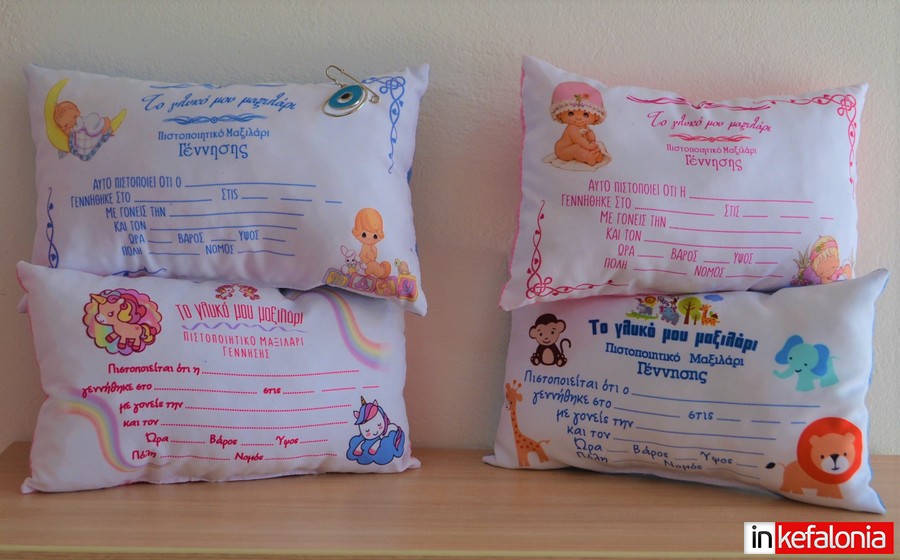 Το γλυκό μου μαξιλάρι
Πιστοποιητικό Μαξιλάρι
Γέννησης
ΑΥΤΟ ΠΙΣΤΟΠΟΙΕΙ ΟΤΙ Ο
ΓΕΝΝΗΘΗΚΕ ΣΤΟ ΣΤΙΣ
ΜΕ ΓΟΝΕΙΣ ΤΗΝ
ΚΑΙ ΤΟΝ
ΩΡΑ ΒΑΡΟΣ ΥΨΟΣ
ΠΟΛΗ ΝΟΜΟΣ
Το γλυκό μου μαξιλάρι
Πιστοποιητικό Μαξιλάρι
Γέννησης
ΑΥΤΟ ΠΙΣΤΟΠΟΙΕΙ ΟΤΙ Η
ΓΕΝΝΗΘΗΚΕ ΣΤΟ ΣΤΙΣ
ΜΕ ΓΟΝΕΙΣ ΤΗΝ
ΚΑΙ ΤΟΝ
ΩΡΑ ΒΑΡΟΣ ΥΨΟΣ
ΠΟΛΗ ΝΟΜΟΣ
Το γλυκό μου μαξιλάρι
ΠΙΣΤΟΠΟΙΗΤΙΚΟ ΜΑΞΙΛΑΡΙ
ΓΕΝΝΗΣΗΣ
Πιστοποιείται ότι η
γεννήθηκε στο στις
με γονείς την
και τον
Ώρα Βάρος Ύψος
Πόλη Νομός
Το γλυκό μου μαξιλάρι
Πιστοποιητικό Μαξιλάρι
Γέννησης
Πιστοποιείται ότι ο
γεννήθηκε στο στις
με γονείς την
και τον
Ώρα Βάρος Ύψος
Πόλη Νομός
inkefalonia